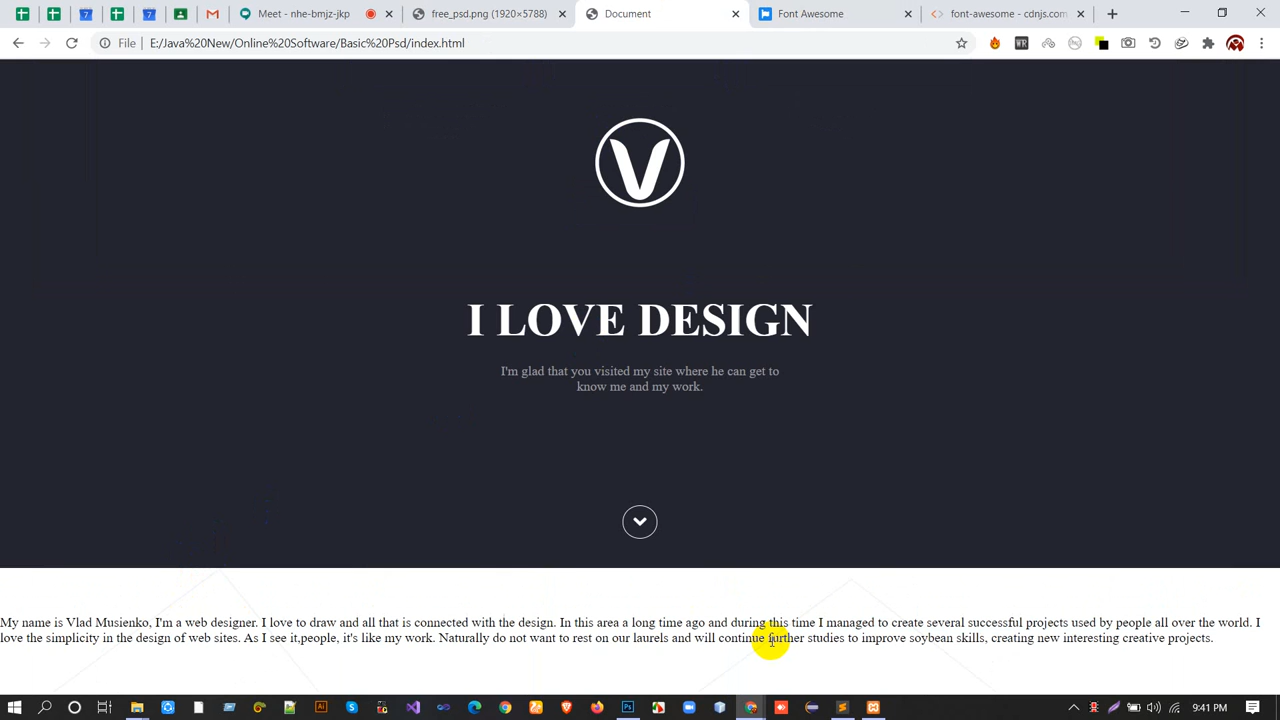 Meet - nhe-bmjz-jkp
free_psd.png (1920×5788)
Document
Font Awesome
font-awesome - cdnjs.com
File | E:/Java%20New/Online%20Software/Basic%20Psd/index.html
V
I LOVE DESIGN
I'm glad that you visited my site where he can get to
know me and my work.
My name is Vlad Musienko, I'm a web designer. I love to draw and all that is connected with the design. In this area a long time ago and during this time I managed to create several successful projects used by people all over the world. I
love the simplicity in the design of web sites. As I see it,people, it's like my work. Naturally do not want to rest on our laurels and will continue further studies to improve soybean skills, creating new interesting creative projects.
9:41 PM